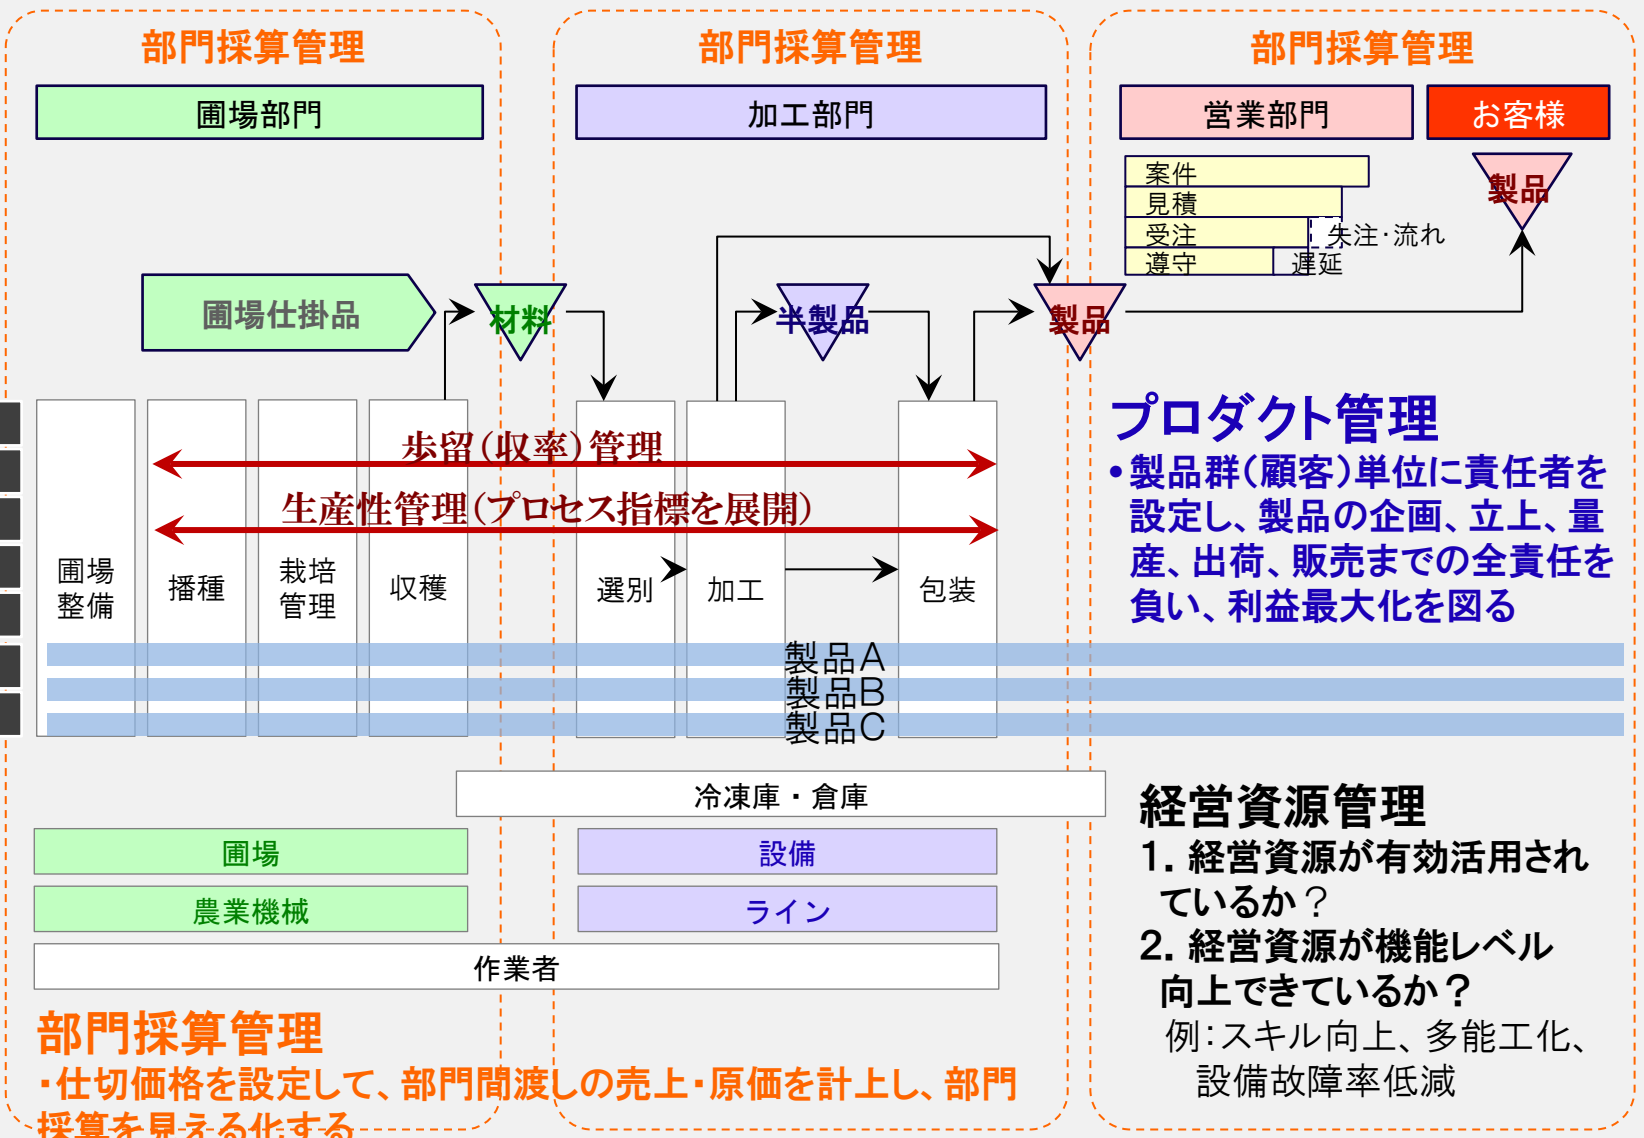 部門採算管理
部門採算管理
部門採算管理
圃場部門
加工部門
営業部門
お客様
案件
見積
受注
失注・流れ
遵守
遅延
製品
圃場仕掛品
材料
半製品
製品
歩留（収率）管理
生産性管理（プロセス指標を展開）
圃場
整備
播種
栽培
管理
収穫
選別
加工
包装
製品A
製品B
製品C
プロダクト管理
•製品群（顧客）単位に責任者を
設定し、製品の企画、立上、量
産、出荷、販売までの全責任を
負い、利益最大化を図る
冷凍庫・倉庫
圃場
設備
農業機械
ライン
作業者
経営資源管理
1．経営資源が有効活用され
ているか？
2．経営資源が機能レベル
向上できているか？
例：スキル向上、多能工化、
設備故障率低減
部門採算管理
・仕切価格を設定して、部門間渡しの売上・原価を計上し、部門
採算を見える化する